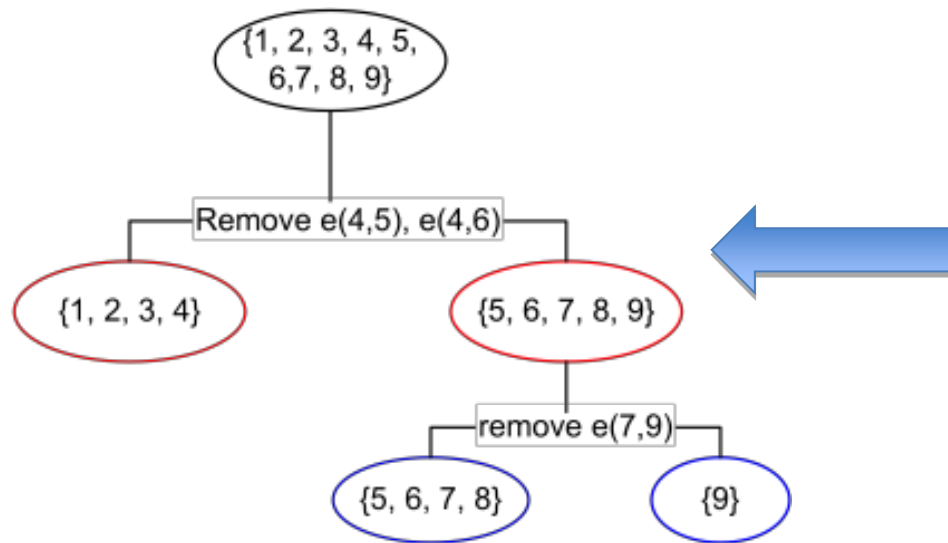 {1, 2, 3, 4, 5,
6,7, 8, 9}
Remove e(4,5), e(4,6)
{1, 2, 3, 4}
{5, 6, 7, 8, 9}
remove e(7,9)
{5, 6, 7, 8}
{9}